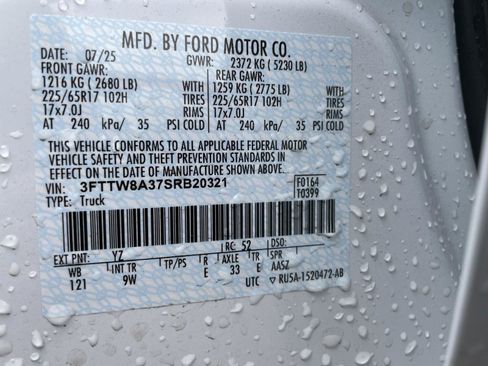 MFD. BY FORD MOTOR CO.
DATE: 07/25 GVWR: 2372 KG ( 5230 LB)
FRONT GAWR: REAR GAWR:
1216 KG ( 2680 LB) WITH 1259 KG ( 2775 LB) WITH
225/65R17 102H TIRES 225/65R17 102H TIRES
17x7.0J RIMS 17x7.0J RIMS
AT 240 kPa/ 35 PSI COLD AT 240 kPa/ 35 PSI COLD
THIS VEHICLE CONFORMS TO ALL APPLICABLE FEDERAL MOTOR
VEHICLE SAFETY AND THEFT PREVENTION STANDARDS IN
EFFECT ON THE DATE OF MANUFACTURE SHOWN ABOVE.
VIN: 3FTTW8A37SRB20321 F0164
TYPE: Truck T0399
EXT PNT: YZ RC: 52 DSO:
WB INT TR TP/PS R AXLE TR SPR
121 9W E 33 E AASZ
UTC ▽ RU5A-1520472-AB